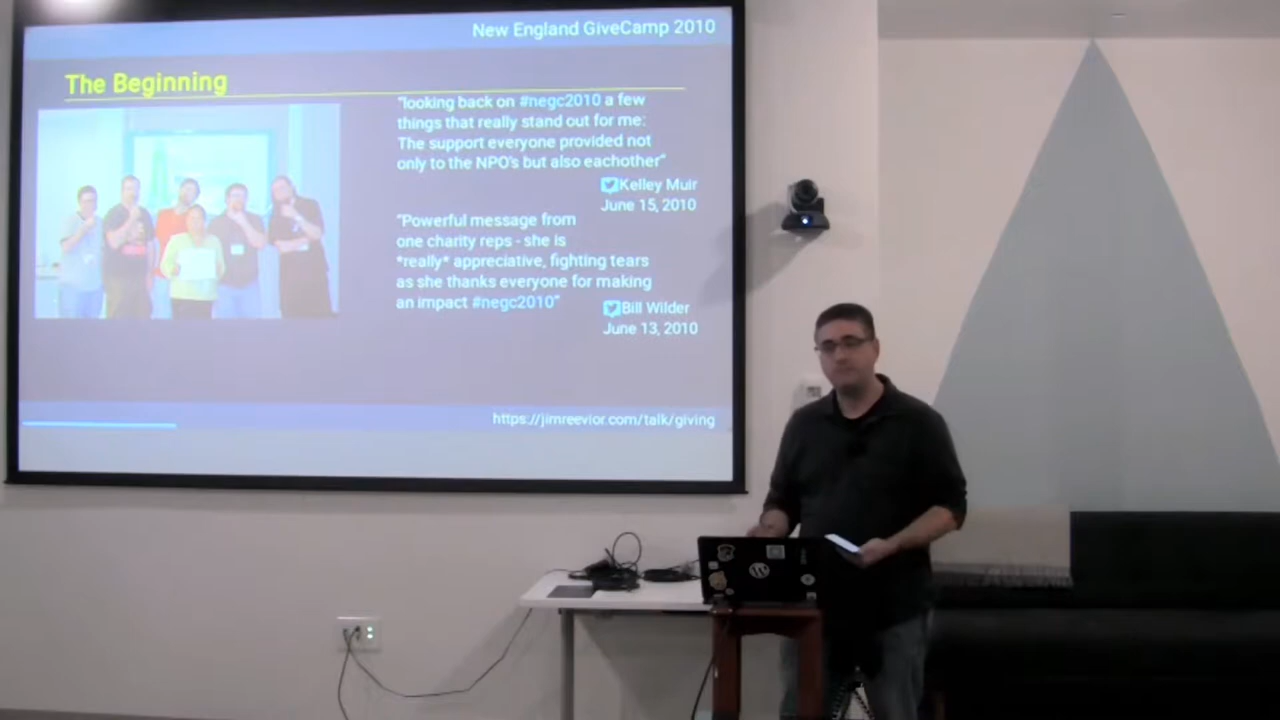 New England GiveCamp 2010
The Beginning
"looking back on #negc2010 a few
things that really stand out for me:
The support everyone provided not
only to the NPO's but also eachother"
Kelley Muir
June 15, 2010
"Powerful message from
one charity reps - she is
*really* appreciative, fighting tears
as she thanks everyone for making
an impact #negc2010"
Bill Wilder
June 13, 2010
https://jimreevior.com/talk/giving